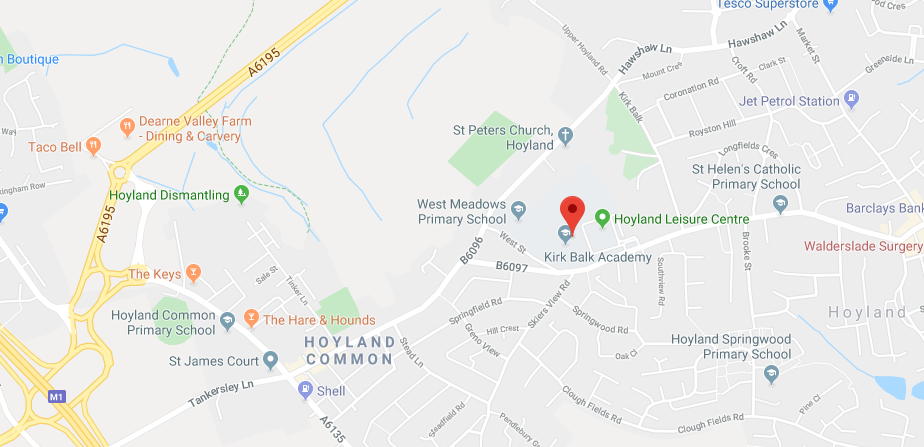 Tesco Superstore
Hawshaw Ln
Market St
Upper Hoyland Rd
Hawshaw Ln
n Boutique
A6195
Mount Cres
Croft Rd
Clark St
Greenside Ln
Coronation Rd
Kirk Balk
Jet Petrol Station
Dearne Valley Farm
- Dining & Carvery
Taco Bell
St Peters Church,
Hoyland
Royston Hill
Longfields Cres
Way
kingham Row
Hoyland Dismantling
St Helen's Catholic
Primary School
West Meadows
Primary School
Hoyland Leisure Centre
Barclays Bank
A6195
West St
B6096
Kirk Balk Academy
Brooke St
Walderslade Surgery
The Keys
Sale St
B6097
Southview Rd
Tinker Ln
Skiers View Rd
Springfield Rd
Springwood Rd
Hoyland
Hoyland Common
Primary School
The Hare & Hounds
Hill Crest
Greno View
HOYLAND
COMMON
Stead Ln
Oak Cl
Hoyland Springwood
Primary School
St James Court
Tankersley Ln
Shell
M1
A6135
Clough Fields Rd
Pine Cl
Pendlebury
Clough Fields Rd